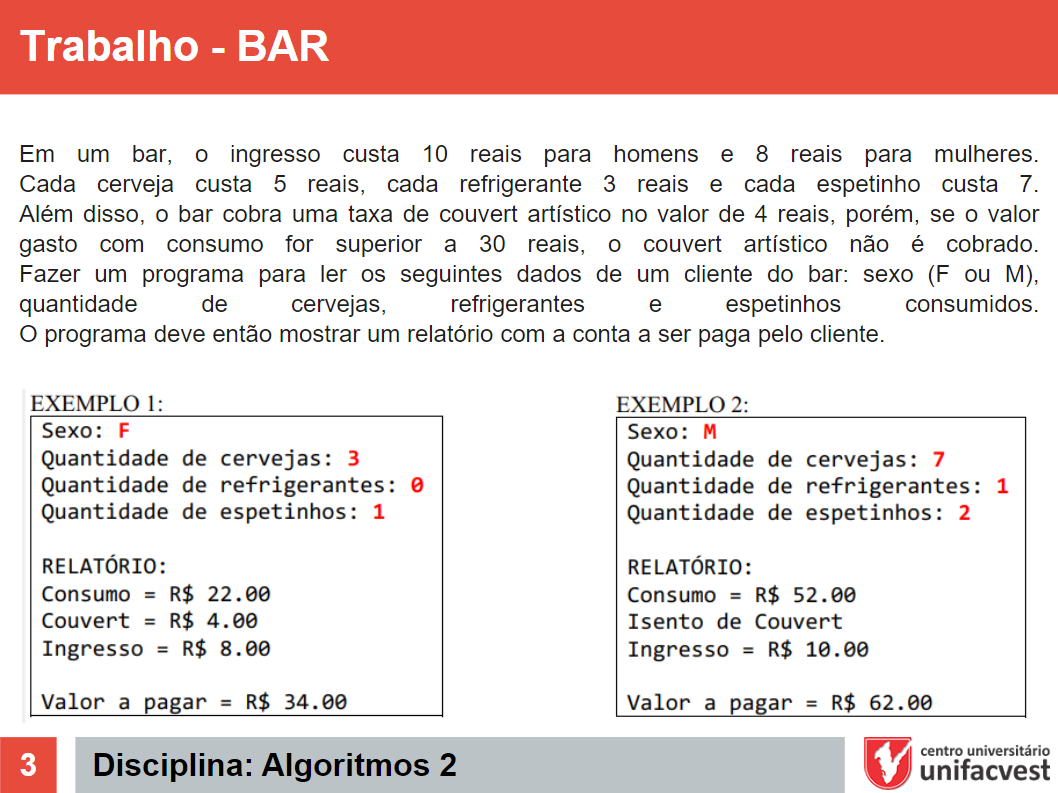 Trabalho - BAR
Em um bar, o ingresso custa 10 reais para homens e 8 reais para mulheres.
Cada cerveja custa 5 reais, cada refrigerante 3 reais e cada espetinho custa 7.
Além disso, o bar cobra uma taxa de couvert artístico no valor de 4 reais, porém, se o valor
gasto com consumo for superior a 30 reais, o couvert artístico não é cobrado.
Fazer um programa para ler os seguintes dados de um cliente do bar: sexo (F ou M),
quantidade de cervejas, refrigerantes e espetinhos consumidos.
O programa deve então mostrar um relatório com a conta a ser paga pelo cliente.
EXEMPLO 1:
Sexo: F
Quantidade de cervejas: 3
Quantidade de refrigerantes: 0
Quantidade de espetinhos: 1
RELATÓRIO:
Consumo = R$ 22.00
Couvert = R$ 4.00
Ingresso = R$ 8.00
Valor a pagar = R$ 34.00
EXEMPLO 2:
Sexo: M
Quantidade de cervejas: 7
Quantidade de refrigerantes: 1
Quantidade de espetinhos: 2
RELATÓRIO:
Consumo = R$ 52.00
Isento de Couvert
Ingresso = R$ 10.00
Valor a pagar = R$ 62.00
3
Disciplina: Algoritmos 2
centro universitário
unifacvest